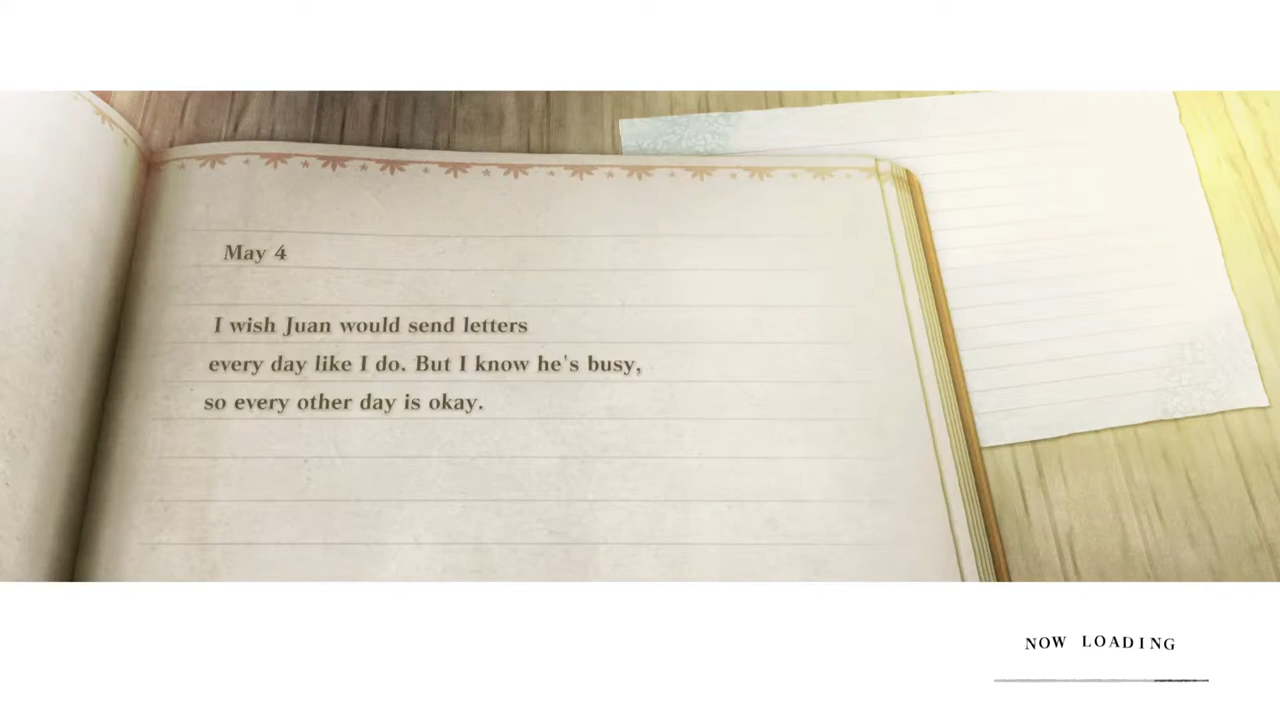 May 4
I wish Juan would send letters
every day like I do. But I know he's busy,
so every other day is okay.
NOW LOADING